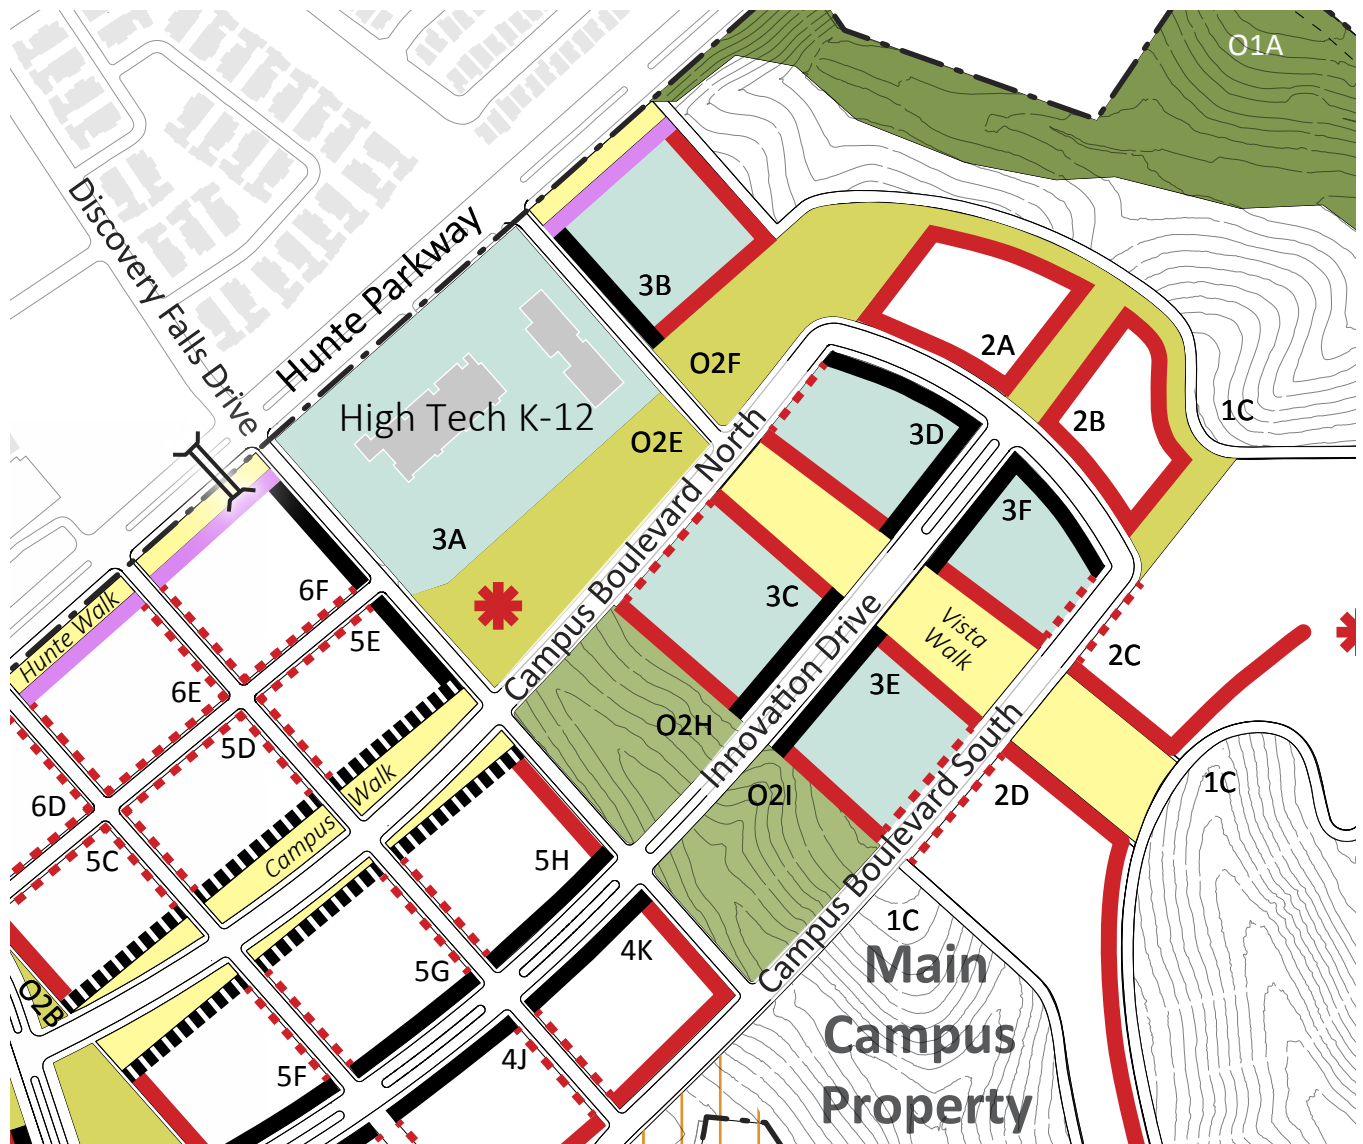 O1A
Discovery Falls Drive
Hunte Parkway
3B
2A
O2F
1C
2B
High Tech K-12
O2E
3D
Campus Boulevard North
3F
3A
6F
3C
Hunte Walk
5E
Vista
Walk
2C
6E
3E
Innovation Drive
O2H
5D
Walk
1C
O2I
2D
6D
Campus
Campus Boulevard South
5C
5H
1C
4K
Main
Campus
Property
5G
O2B
4J
5F